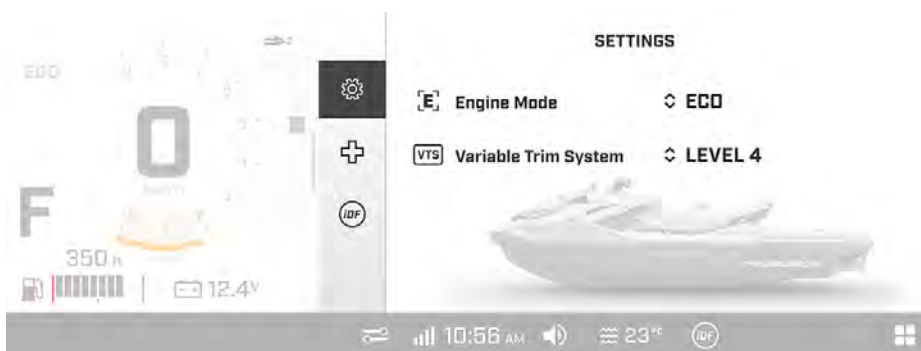 SETTINGS
ECO
0
F
350 h
12.4V
iDF
[E] Engine Mode ECO
VTS Variable Trim System LEVEL 4
10:56 AM 23°C iDF